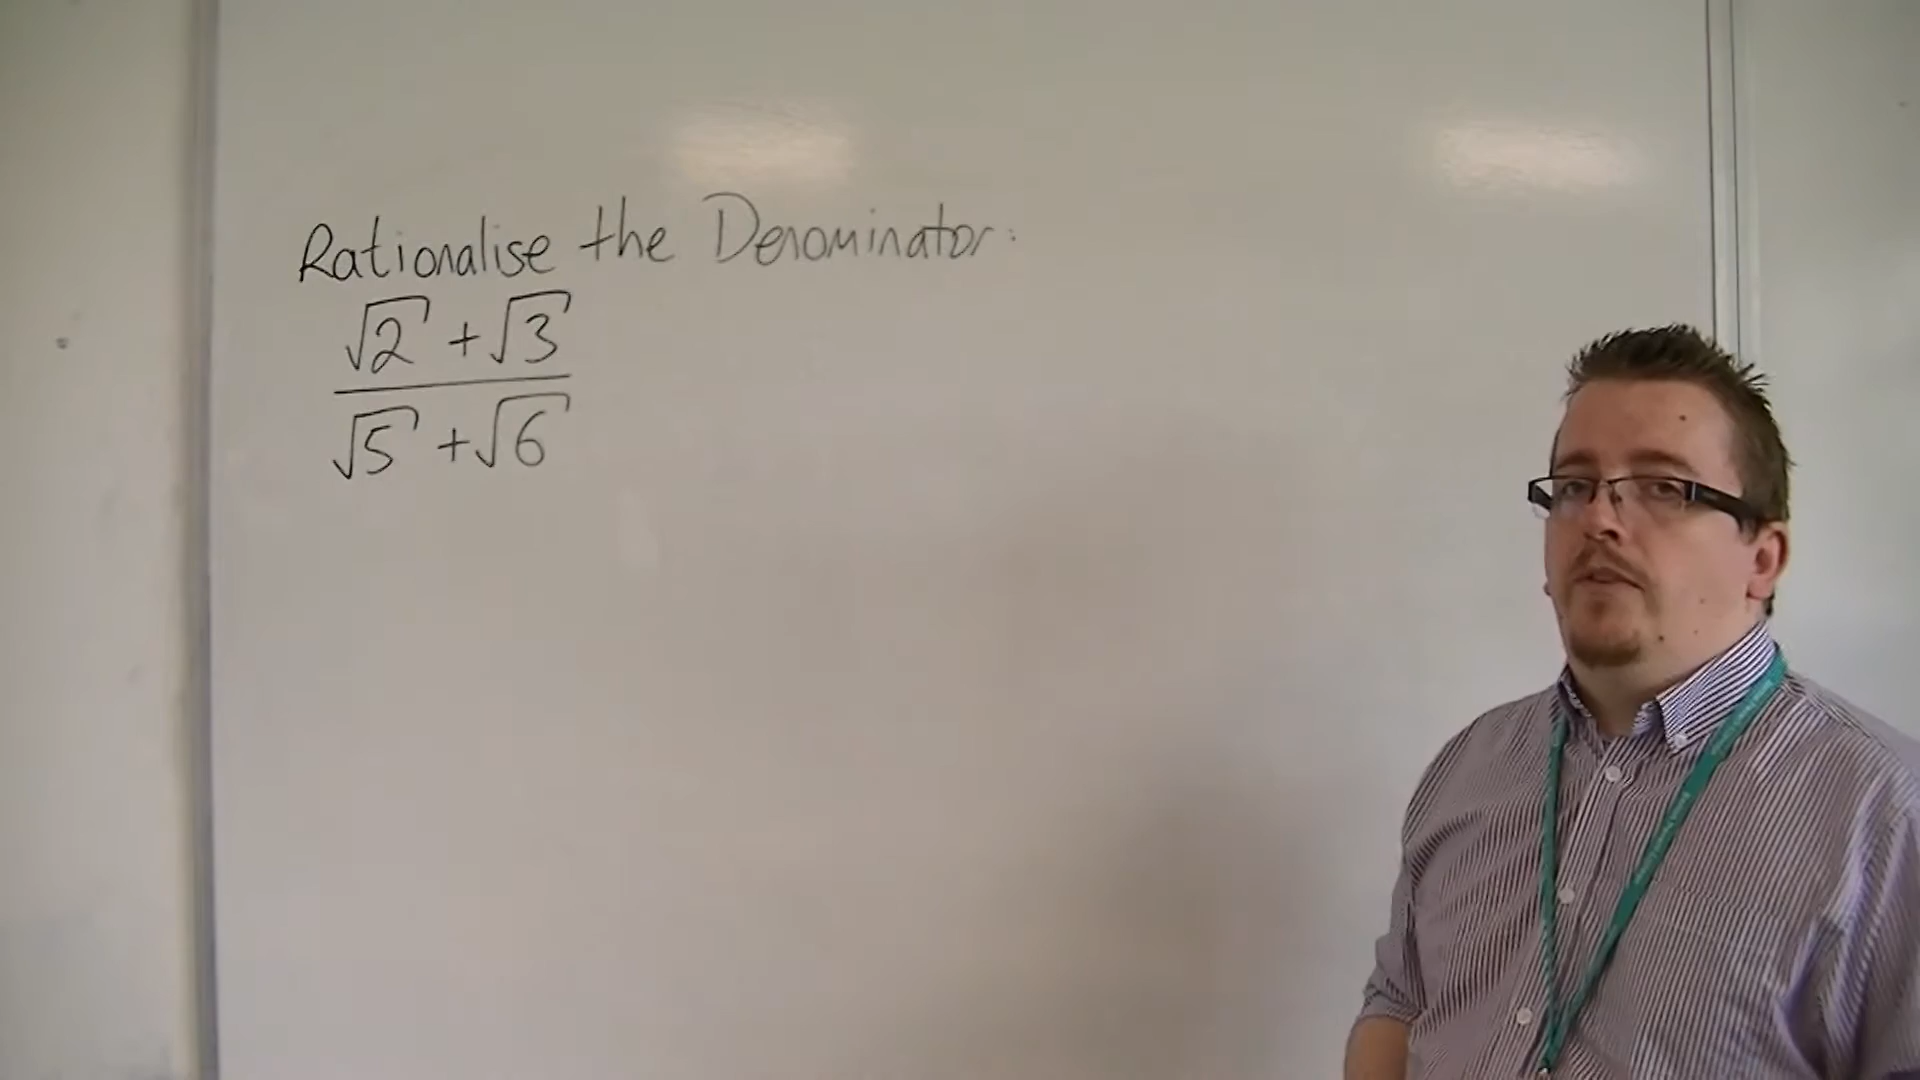 Rationalise the Denominator:
√2 + √3
√5 + √6